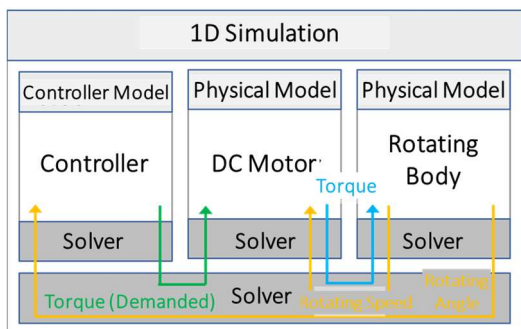 1D Simulation
Controller Model
Physical Model
Physical Model
Controller
DC Motor
Rotating
Body
Torque
Solver
Solver
Solver
Torque (Demanded)
Solver
Rotating Speed
Rotating
Angle